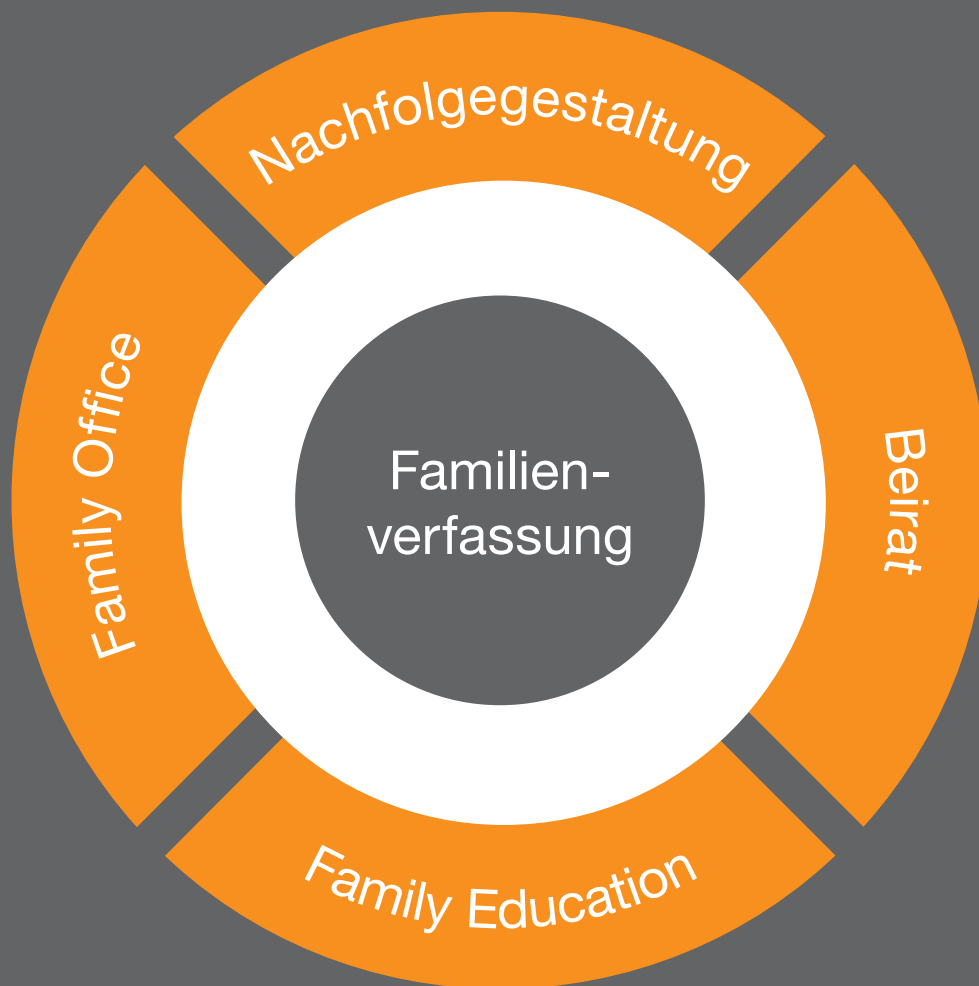 Nachfolgegestaltung
Family Office
Familien-
verfassung
Beirat
Family Education